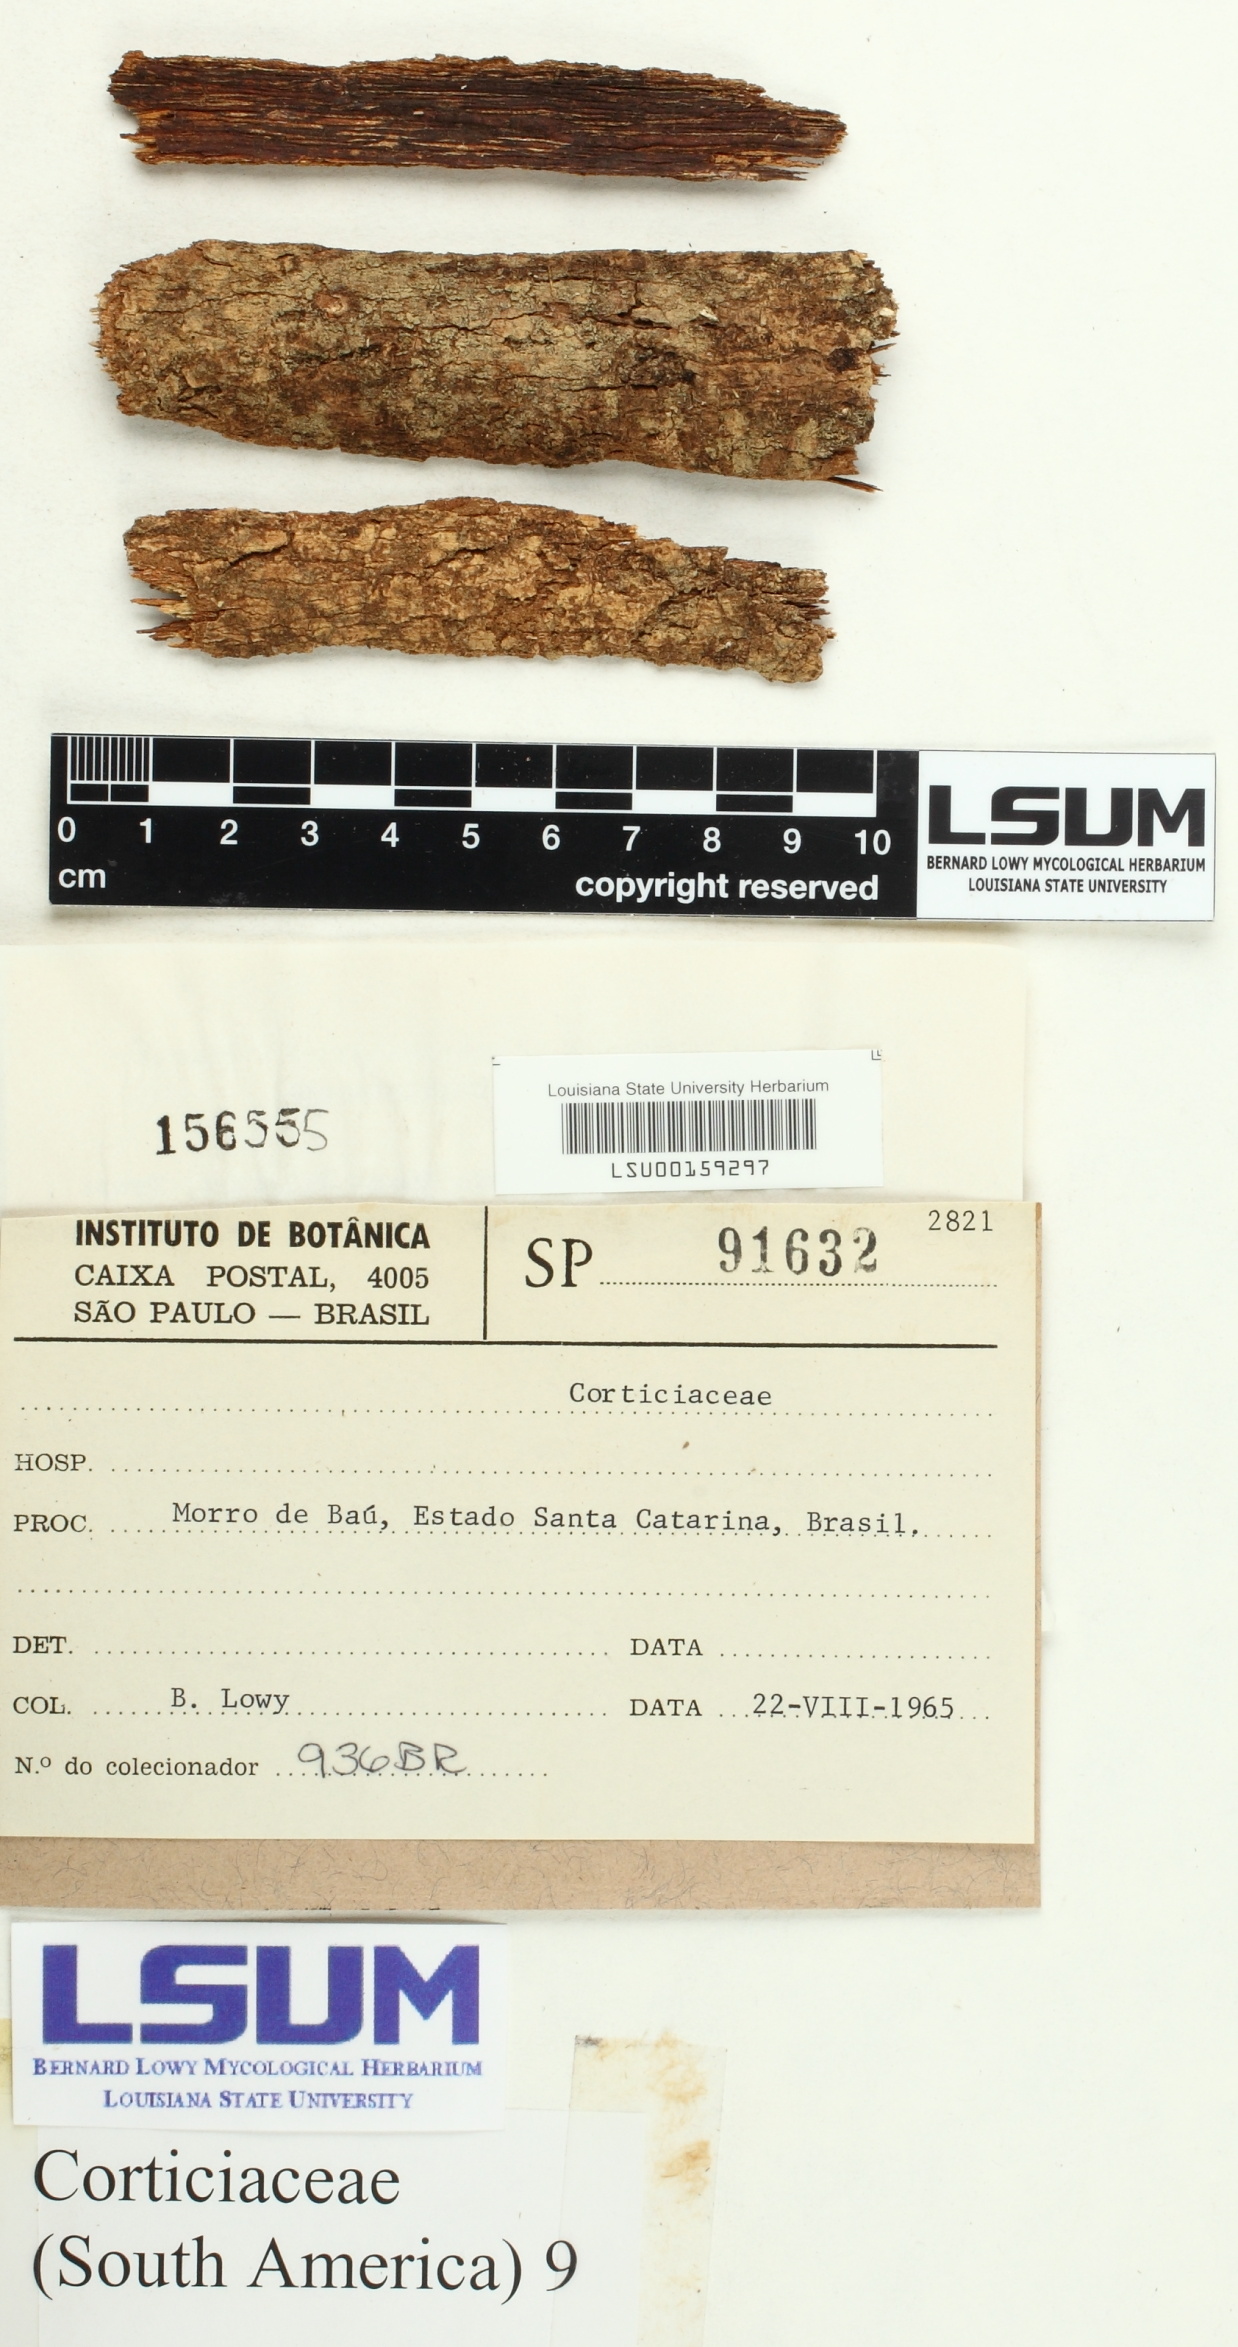 0 1 2 3 4 5 6 7 8 9 10
cm
copyright reserved
LSUM
BERNARD LOWY MYCOLOGICAL HERBARIUM
LOUISIANA STATE UNIVERSITY
Louisiana State University Herbarium
LSU00159297
156555
INSTITUTO DE BOTÂNICA
CAIXA POSTAL, 4005
SÃO PAULO — BRASIL
SP 91632 2821
Corticiaceae
HOSP.
PROC. Morro de Baú, Estado Santa Catarina, Brasil.
DET. DATA
COL. B. Lowy DATA 22-VIII-1965
N.º do colecionador 936BR
LSUM
BERNARD LOWY MYCOLOGICAL HERBARIUM
LOUISIANA STATE UNIVERSITY
Corticiaceae
(South America) 9